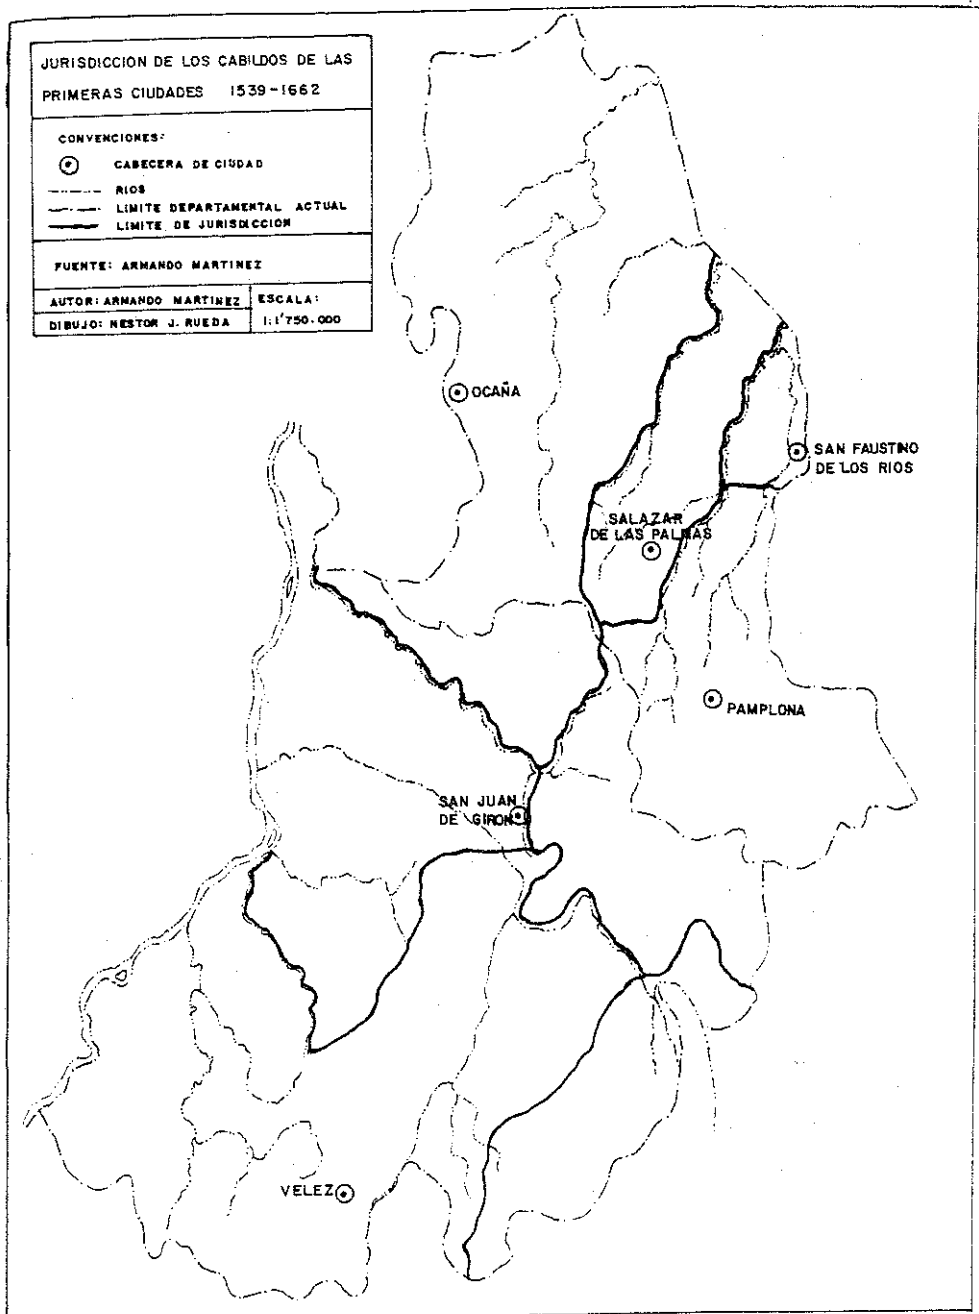 JURISDICCION DE LOS CABILDOS DE LAS
PRIMERAS CIUDADES 1539-1662
CONVENCIONES:
CABECERA DE CIUDAD
RIOS
LIMITE DEPARTAMENTAL ACTUAL
LIMITE DE JURISDICCION
FUENTE: ARMANDO MARTINEZ
AUTOR: ARMANDO MARTINEZ
ESCALA:
DIBUJO: NESTOR J. RUEDA
1:1'750.000
OCAÑA
SAN FAUSTINO
DE LOS RIOS
SALAZAR
DE LAS PALMAS
PAMPLONA
SAN JUAN
DE GIRON
VELEZ